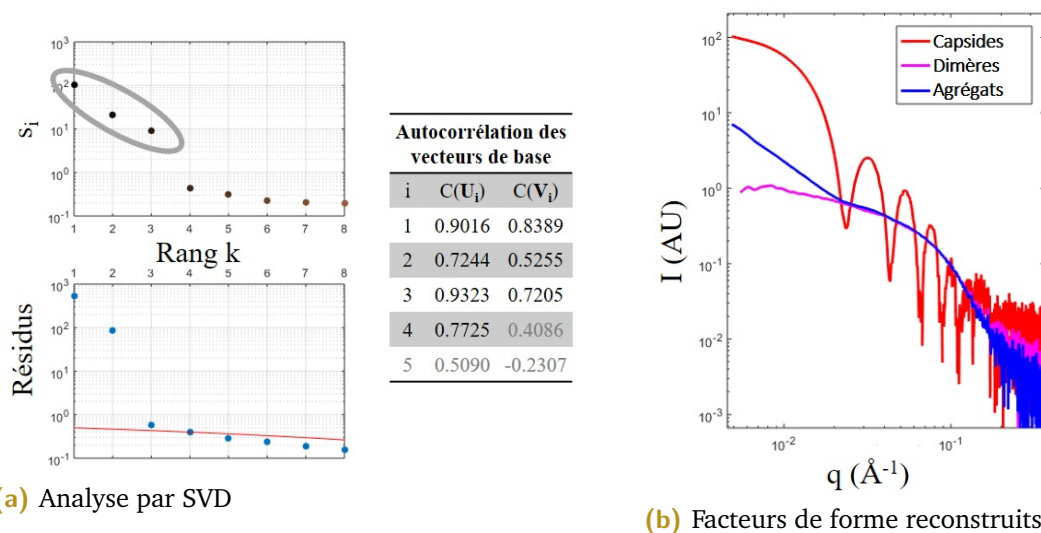 10³
10²
10¹
10⁰
10⁻¹
sᵢ
1 2 3 4 5 6 7 8
Rang k
1 2 3 4 5 6 7 8
10³
10²
10¹
10⁰
10⁻¹
Résidus
Autocorrélation des
vecteurs de base
i C(Uᵢ) C(Vᵢ)
1 0.9016 0.8389
2 0.7244 0.5255
3 0.9323 0.7205
4 0.7725 0.4086
5 0.5090 -0.2307
(a) Analyse par SVD
Capsides
Dimères
Agrégats
10²
10¹
10⁰
10⁻¹
10⁻²
10⁻³
I (AU)
10⁻² 10⁻¹
q (Å⁻¹)
(b) Facteurs de forme reconstruits